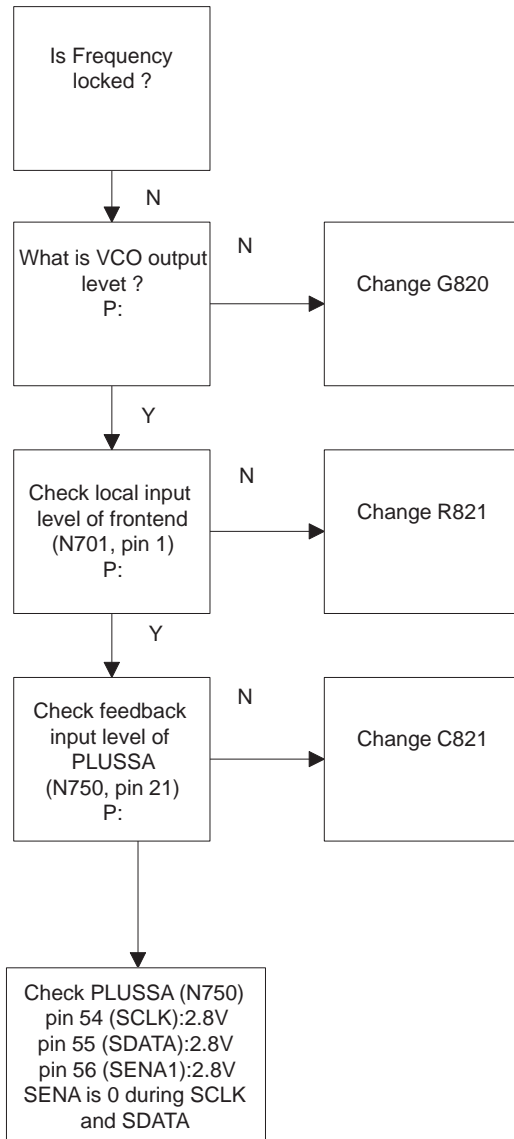 Is Frequency
locked ?
N
What is VCO output
levet ?
P:
N
Change G820
Y
Check local input
level of frontend
(N701, pin 1)
P:
N
Change R821
Y
Check feedback
input level of
PLUSSA
(N750, pin 21)
P:
N
Change C821
Check PLUSSA (N750)
pin 54 (SCLK):2.8V
pin 55 (SDATA):2.8V
pin 56 (SENA1):2.8V
SENA is 0 during SCLK
and SDATA